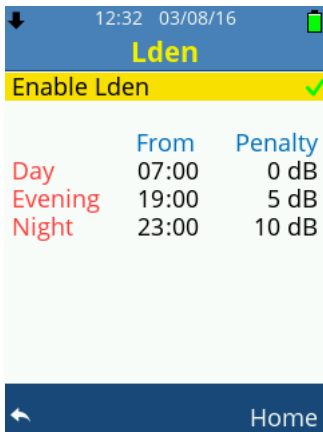 12:32 03/08/16
Lden
Enable Lden
From Penalty
Day 07:00 0 dB
Evening 19:00 5 dB
Night 23:00 10 dB
Home